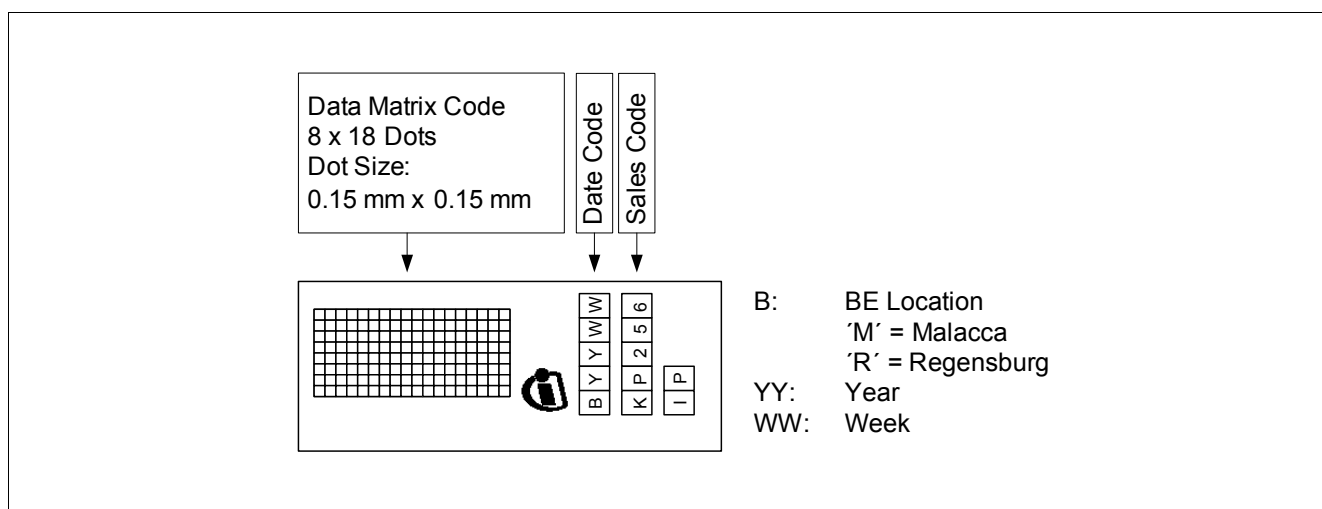 Data Matrix Code
8 x 18 Dots
Dot Size:
0.15 mm x 0.15 mm
Date Code
Sales Code
BYYWW
KP256
IP
B: BE Location
´M´ = Malacca
´R´ = Regensburg
YY: Year
WW: Week